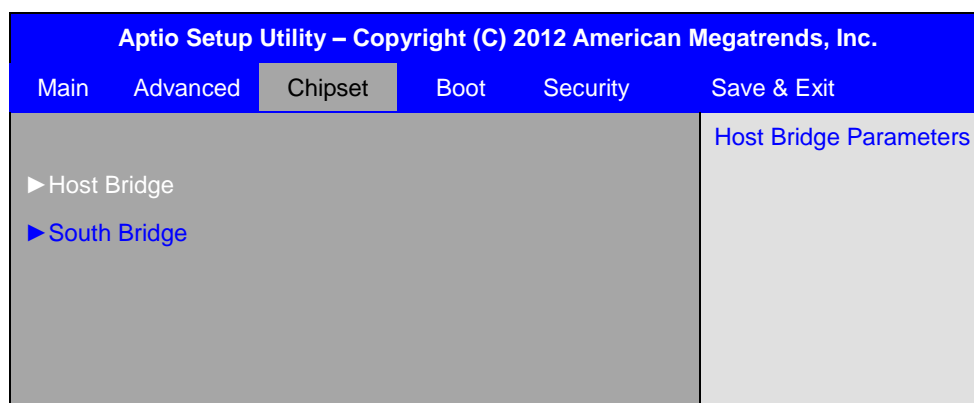 Aptio Setup Utility – Copyright (C) 2012 American Megatrends, Inc.
Main Advanced Chipset Boot Security Save & Exit
Host Bridge Parameters
►Host Bridge
►South Bridge